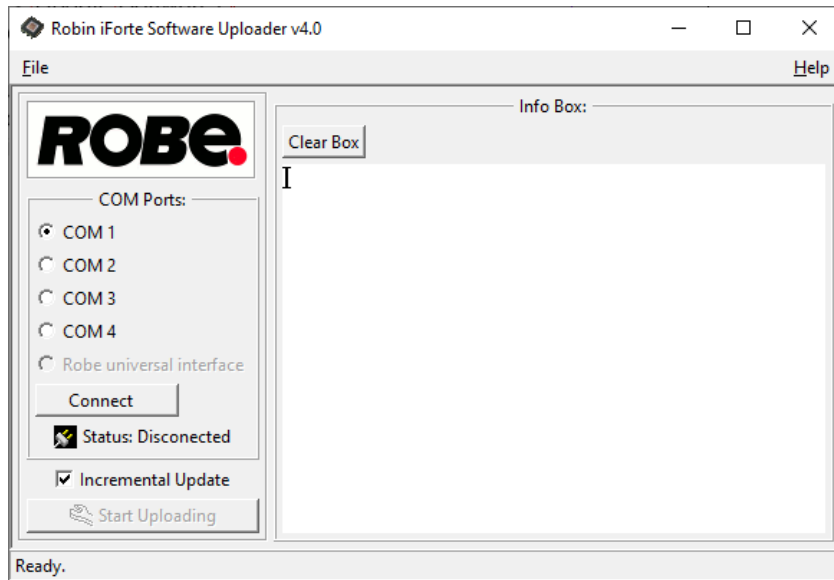 Robin iForte Software Uploader v4.0
File
Help
ROBE.
COM Ports:
COM 1
COM 2
COM 3
COM 4
Robe universal interface
Connect
Status: Disconected
Incremental Update
Start Uploading
Info Box:
Clear Box
Ready.